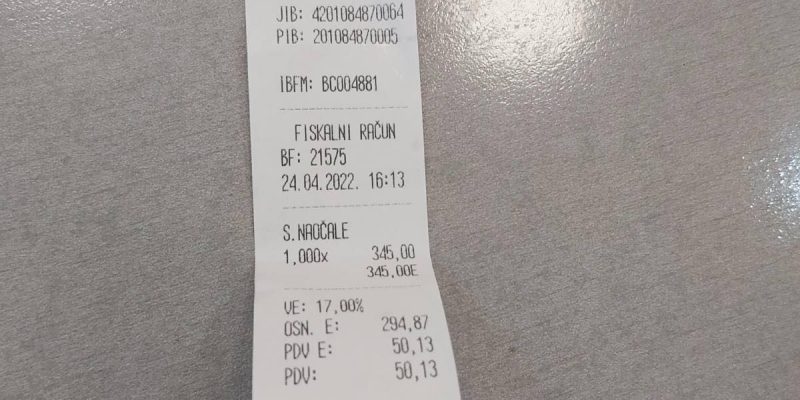 JIB: 4201084870064
PIB: 201084870005
IBFM: BC004881
FISKALNI RAČUN
BF: 21575
24.04.2022. 16:13
S.NAOČALE
1,000x 345,00
345,00E
VE: 17,00%
OSN. E: 294,87
PDV E: 50,13
PDV: 50,13